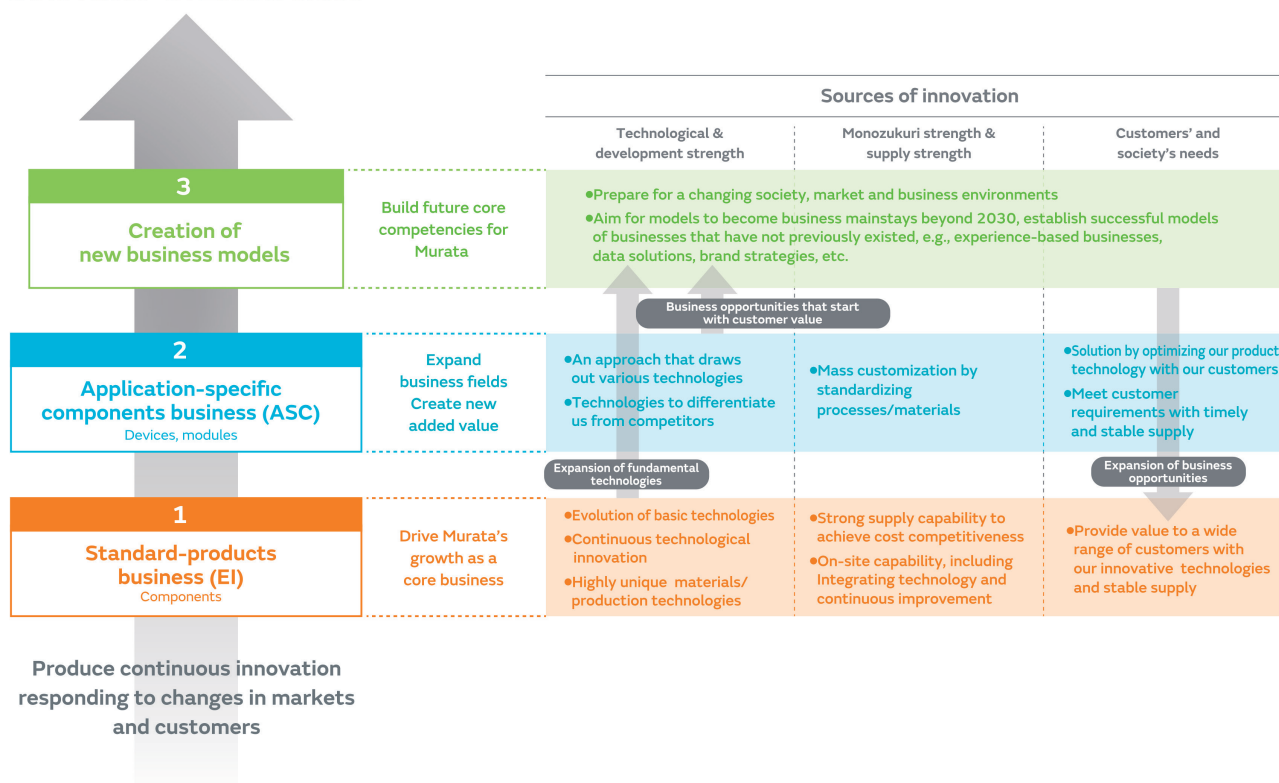 Sources of innovation
Technological &
development strength
Monozukuri strength &
supply strength
Customers' and
society's needs
3
Creation of
new business models
Build future core
competencies for
Murata
●Prepare for a changing society, market and business environments
●Aim for models to become business mainstays beyond 2030, establish successful models
of businesses that have not previously existed, e.g., experience-based businesses,
data solutions, brand strategies, etc.
Business opportunities that start
with customer value
2
Application-specific
components business (ASC)
Devices, modules
Expand
business fields
Create new
added value
●An approach that draws
out various technologies
●Technologies to differentiate
us from competitors
●Mass customization by
standardizing
processes/materials
●Solution by optimizing our product
technology with our customers
●Meet customer
requirements with timely
and stable supply
Expansion of fundamental
technologies
Expansion of business
opportunities
1
Standard-products
business (EI)
Components
Drive Murata's
growth as a
core business
●Evolution of basic technologies
●Continuous technological
innovation
●Highly unique materials/
production technologies
●Strong supply capability to
achieve cost competitiveness
●On-site capability, including
Integrating technology and
continuous improvement
●Provide value to a wide
range of customers with
our innovative technologies
and stable supply
Produce continuous innovation
responding to changes in markets
and customers